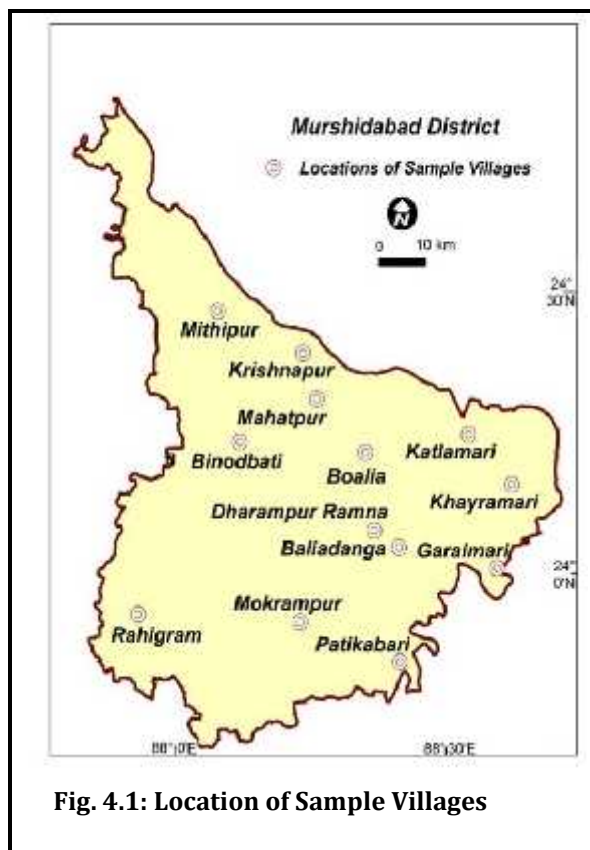 Murshidabad District
Locations of Sample Villages
N
0 10 km
24°
30'N
Mithipur
Krishnapur
Mahatpur
Binodbati
Katlamari
Boalia
Khayramari
Dharampur Ramna
Baliadanga
Garaimari
24°
0'N
Mokrampur
Rahigram
Patikabari
88°0'E
88°30'E
Fig. 4.1: Location of Sample Villages